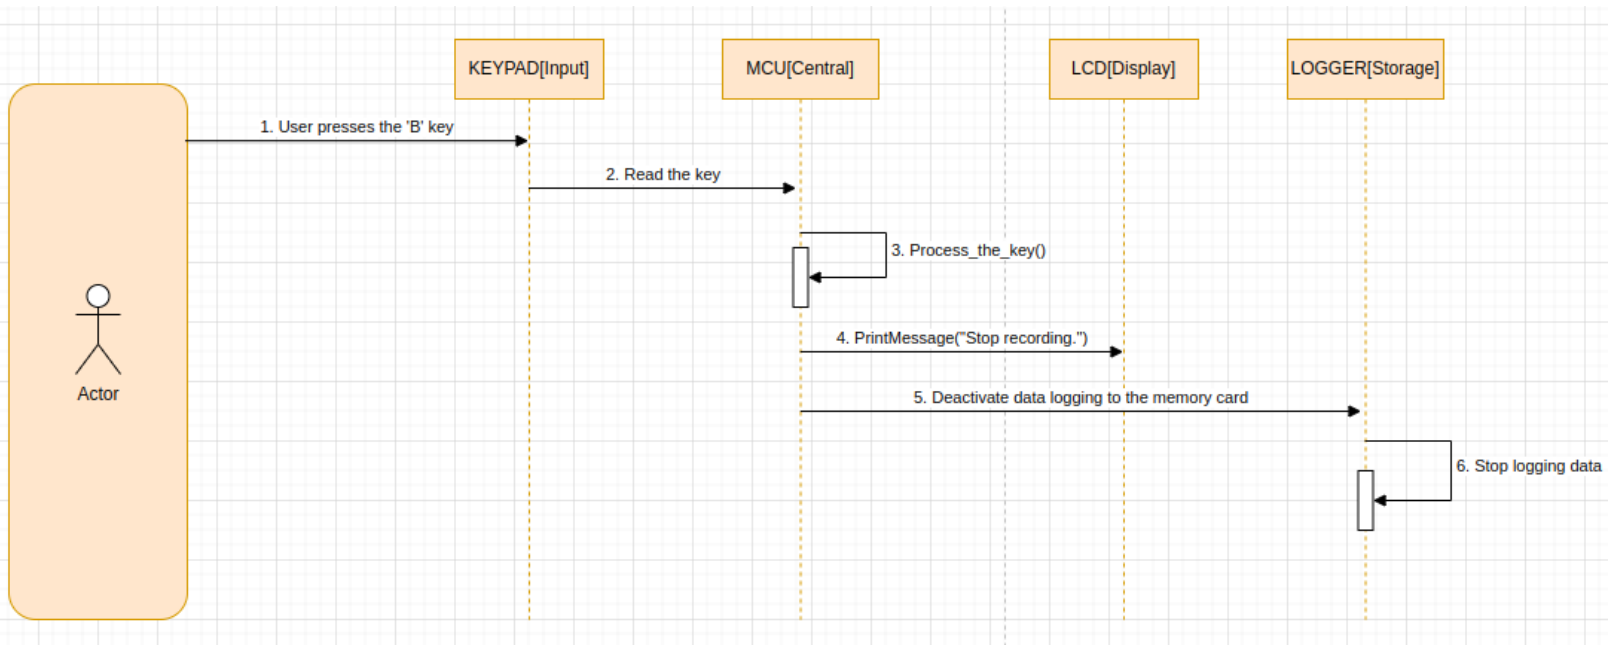 KEYPAD[Input]
MCU[Central]
LCD[Display]
LOGGER[Storage]
1. User presses the 'B' key
2. Read the key
3. Process_the_key()
4. PrintMessage("Stop recording.")
Actor
5. Deactivate data logging to the memory card
6. Stop logging data